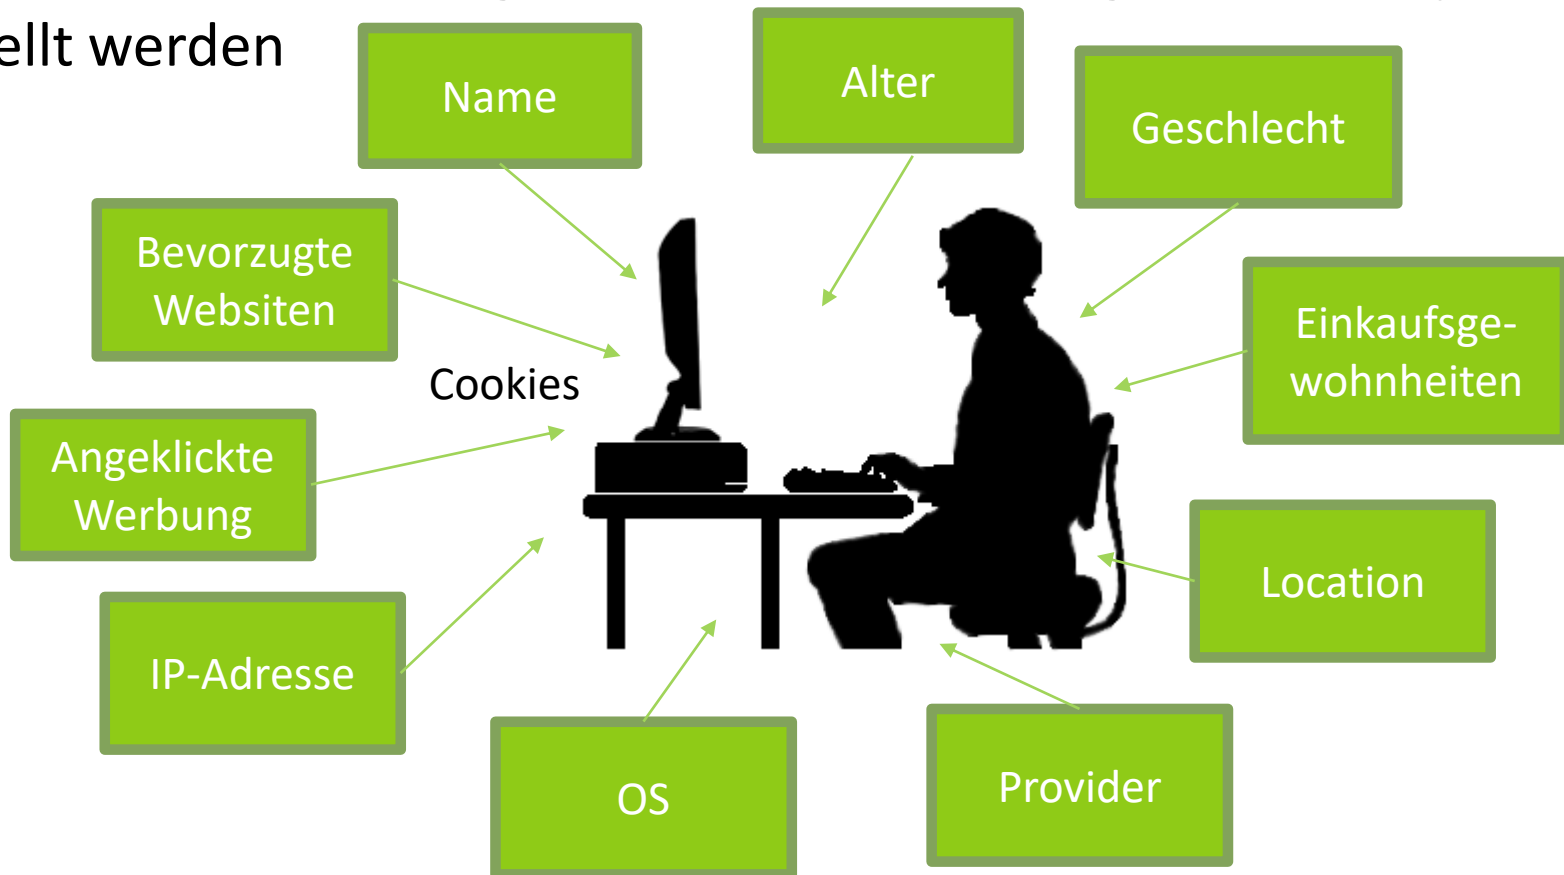 ellt werden
Name
Alter
Geschlecht
Bevorzugte
Websiten
Einkaufsge-
wohnheiten
Cookies
Angeklickte
Werbung
Location
IP-Adresse
OS
Provider